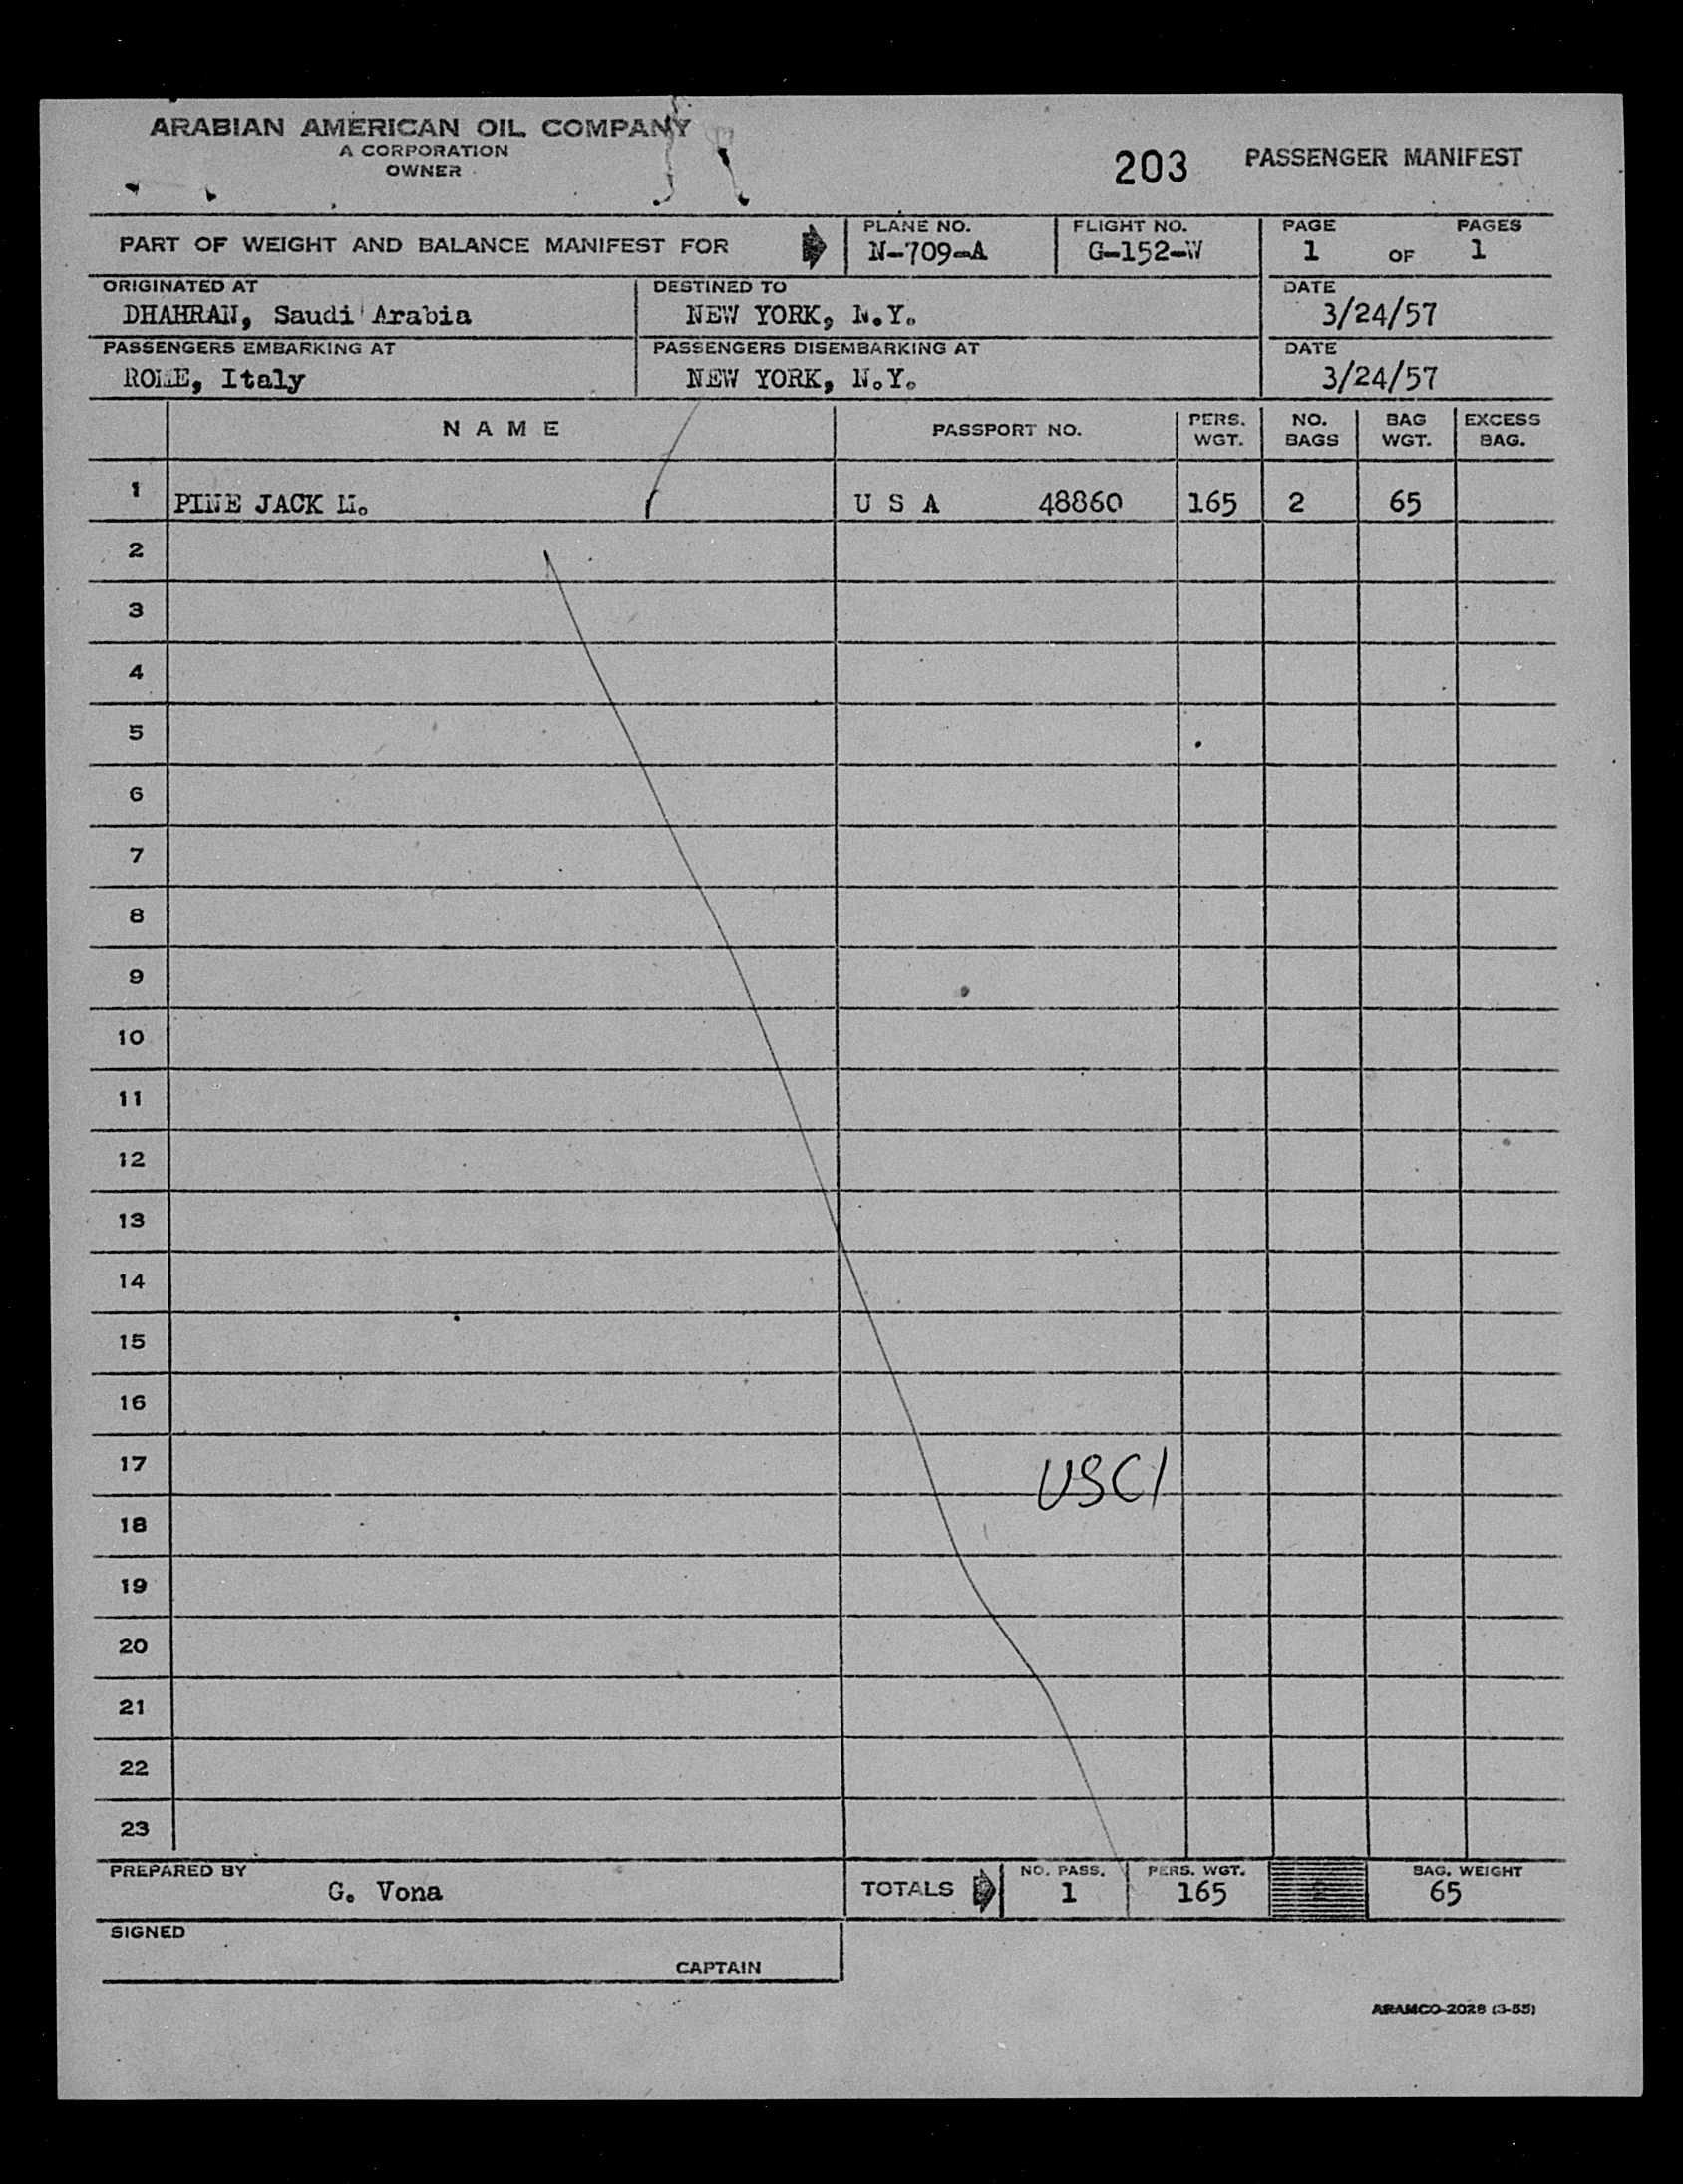 ARABIAN AMERICAN OIL COMPANY
A CORPORATION
OWNER
203 PASSENGER MANIFEST
PART OF WEIGHT AND BALANCE MANIFEST FOR
PLANE NO.
N-709-A
FLIGHT NO.
G-152-W
PAGE PAGES
1 OF 1
ORIGINATED AT
DHAHRAN, Saudi Arabia
DESTINED TO
NEW YORK, N.Y.
DATE
3/24/57
PASSENGERS EMBARKING AT
ROME, Italy
PASSENGERS DISEMBARKING AT
NEW YORK, N.Y.
DATE
3/24/57
NAME PASSPORT NO. PERS. WGT. NO. BAGS BAG WGT. EXCESS BAG.
1 PINE JACK M. U S A 48860 165 2 65
2
3
4
5
6
7
8
9
10
11
12
13
14
15
16
17 USC1
18
19
20
21
22
23
PREPARED BY
G. Vona
TOTALS
NO. PASS.
1
PERS. WGT.
165
BAG. WEIGHT
65
SIGNED
CAPTAIN
ARAMCO-2028 (3-55)